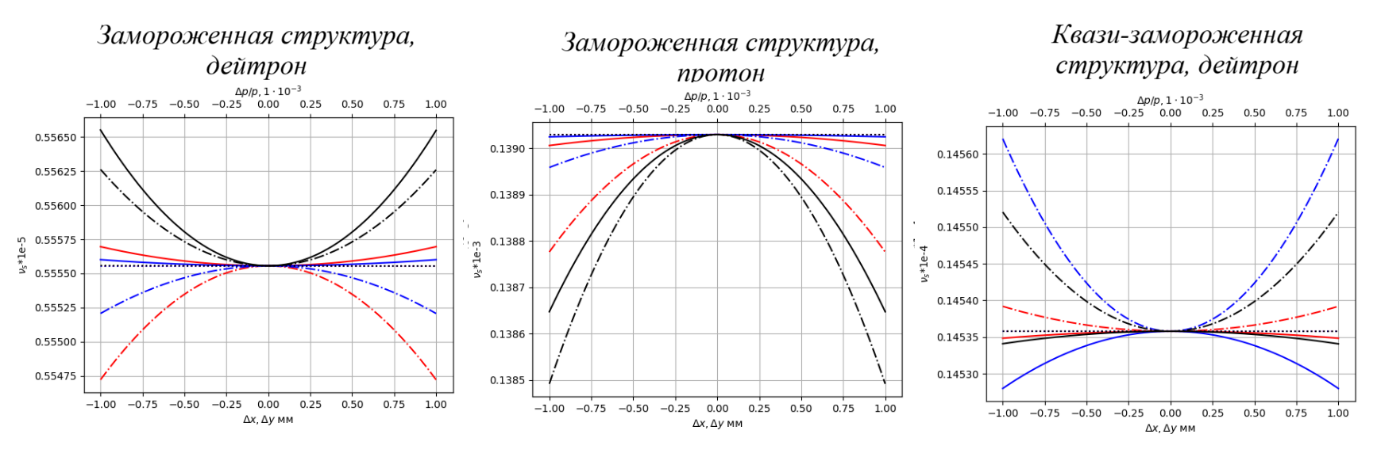 Замороженная структура,
дейтрон
Δp/p, 1 · 10⁻³
−1.00 −0.75 −0.50 −0.25 0.00 0.25 0.50 0.75 1.00
0.55650
0.55625
0.55600
0.55575
0.55550
0.55525
0.55500
0.55475
νs*1e-5
−1.00 −0.75 −0.50 −0.25 0.00 0.25 0.50 0.75 1.00
Δx, Δy мм
Замороженная структура,
протон
Δp/p, 1 · 10⁻³
−1.00 −0.75 −0.50 −0.25 0.00 0.25 0.50 0.75 1.00
0.1390
0.1389
0.1388
0.1387
0.1386
0.1385
νs*1e-3
−1.00 −0.75 −0.50 −0.25 0.00 0.25 0.50 0.75 1.00
Δx, Δy мм
Квази-замороженная
структура, дейтрон
Δp/p, 1 · 10⁻³
−1.00 −0.75 −0.50 −0.25 0.00 0.25 0.50 0.75 1.00
0.14560
0.14555
0.14550
0.14545
0.14540
0.14535
0.14530
νs*1e-4
−1.00 −0.75 −0.50 −0.25 0.00 0.25 0.50 0.75 1.00
Δx, Δy мм